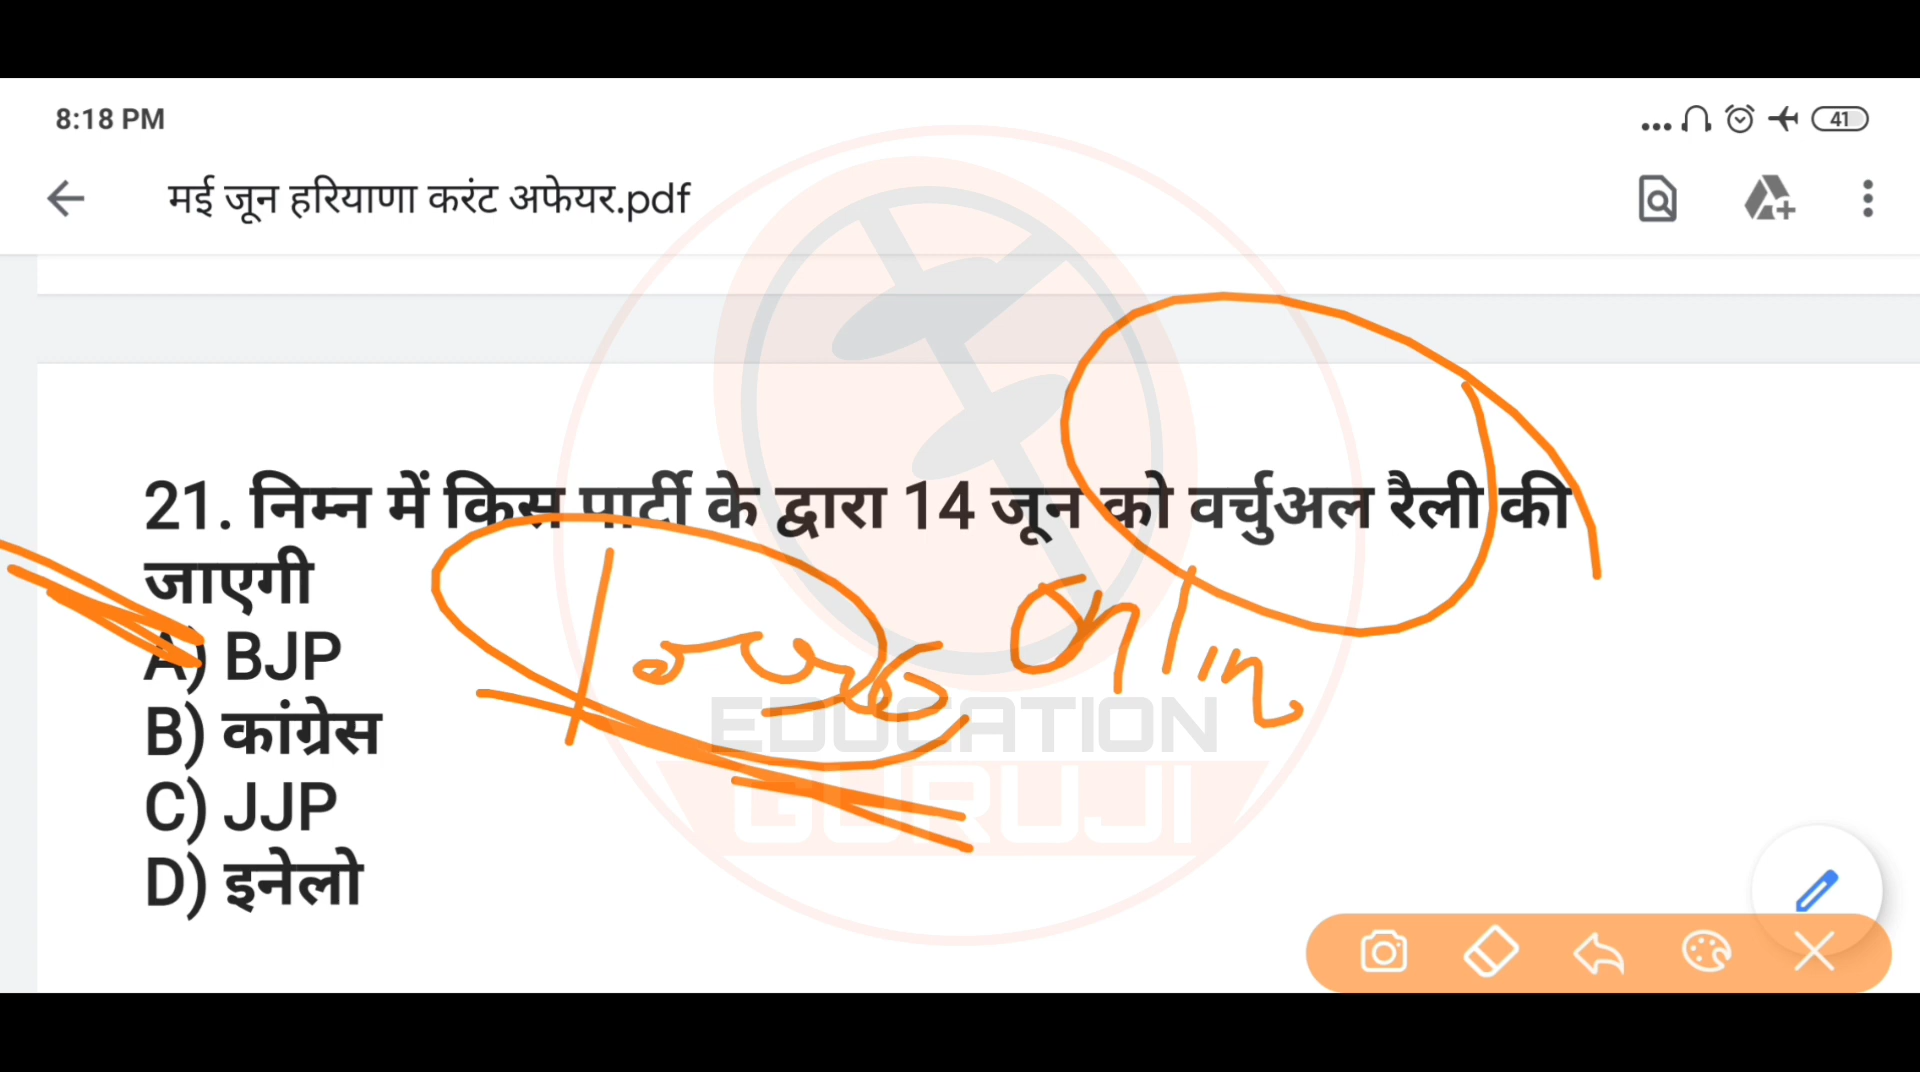 8:18 PM
41
मई जून हरियाणा करंट अफेयर.pdf
21. निम्न में किस पार्टी के द्वारा 14 जून को वर्चुअल रैली की
जाएगी
A) BJP
B) कांग्रेस
C) JJP
D) इनेलो
EDUCATION
GURUJI